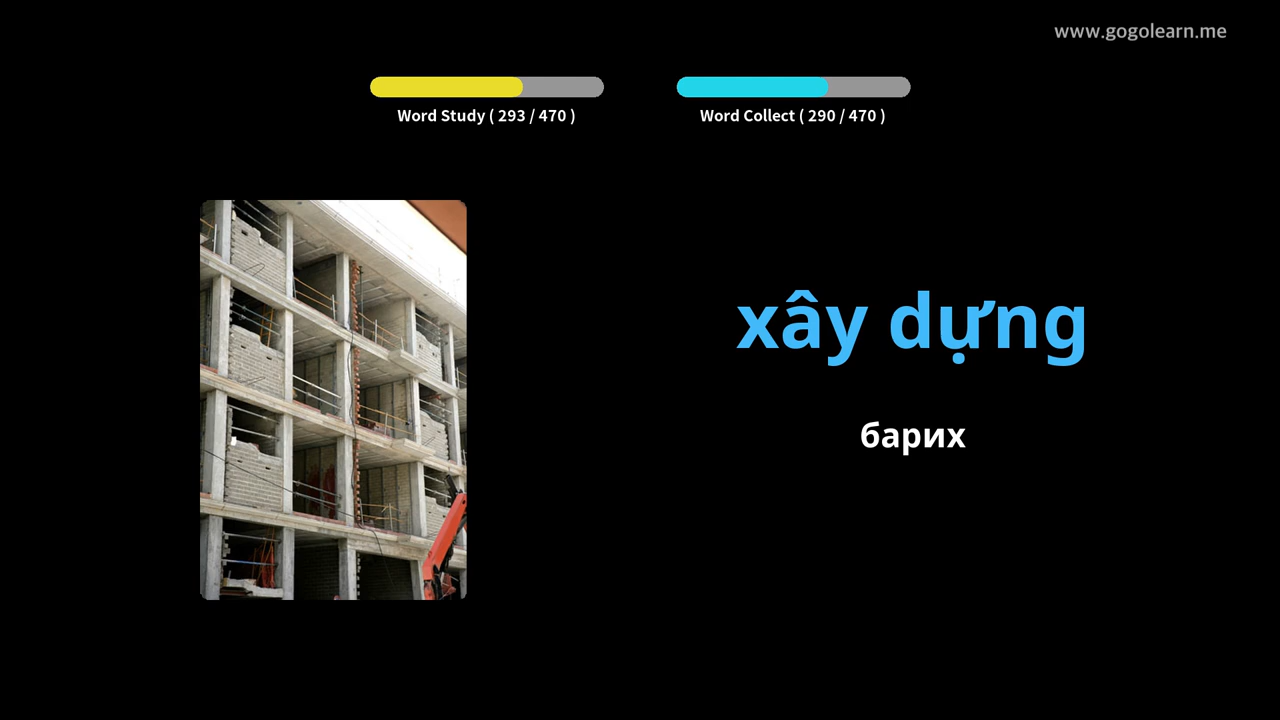 www.gogolearn.me
Word Study ( 293 / 470 )
Word Collect ( 290 / 470 )
xây dựng
барих